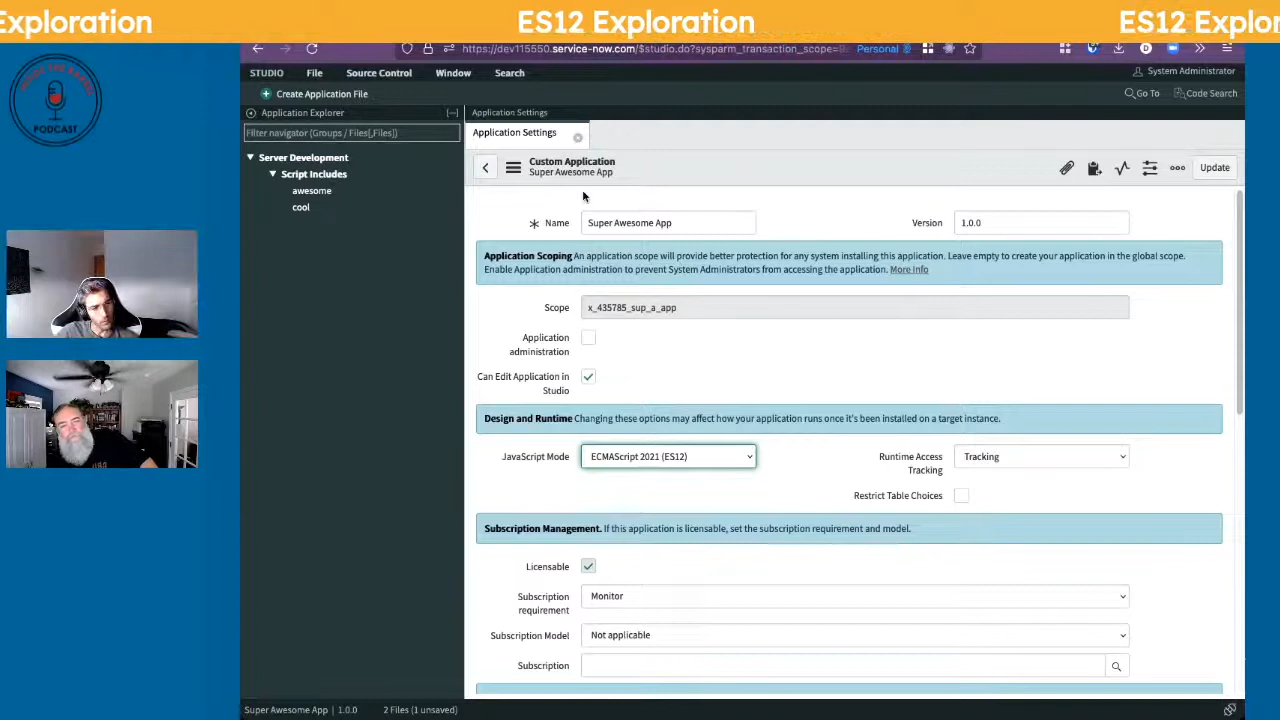 Exploration
ES12 Exploration
ES12 Explor
PODCAST
https://dev115550.service-now.com/$studio.do?sysparm_transaction_scope=9
Personal
STUDIO
File
Source Control
Window
Search
System Administrator
Create Application File
Go To
Code Search
Application Explorer
Application Settings
Filter navigator (Groups / Files[,Files])
Application Settings
Server Development
Script Includes
awesome
cool
Custom Application
Super Awesome App
Update
Name
Super Awesome App
Version
1.0.0
Application Scoping An application scope will provide better protection for any system installing this application. Leave empty to create your application in the global scope.
Enable Application administration to prevent System Administrators from accessing the application. More Info
Scope
x_435785_sup_a_app
Application
administration
Can Edit Application in
Studio
Design and Runtime Changing these options may affect how your application runs once it's been installed on a target instance.
JavaScript Mode
ECMAScript 2021 (ES12)
Runtime Access
Tracking
Tracking
Restrict Table Choices
Subscription Management. If this application is licensable, set the subscription requirement and model.
Licensable
Subscription
requirement
Monitor
Subscription Model
Not applicable
Subscription
Super Awesome App | 1.0.0
2 Files (1 unsaved)